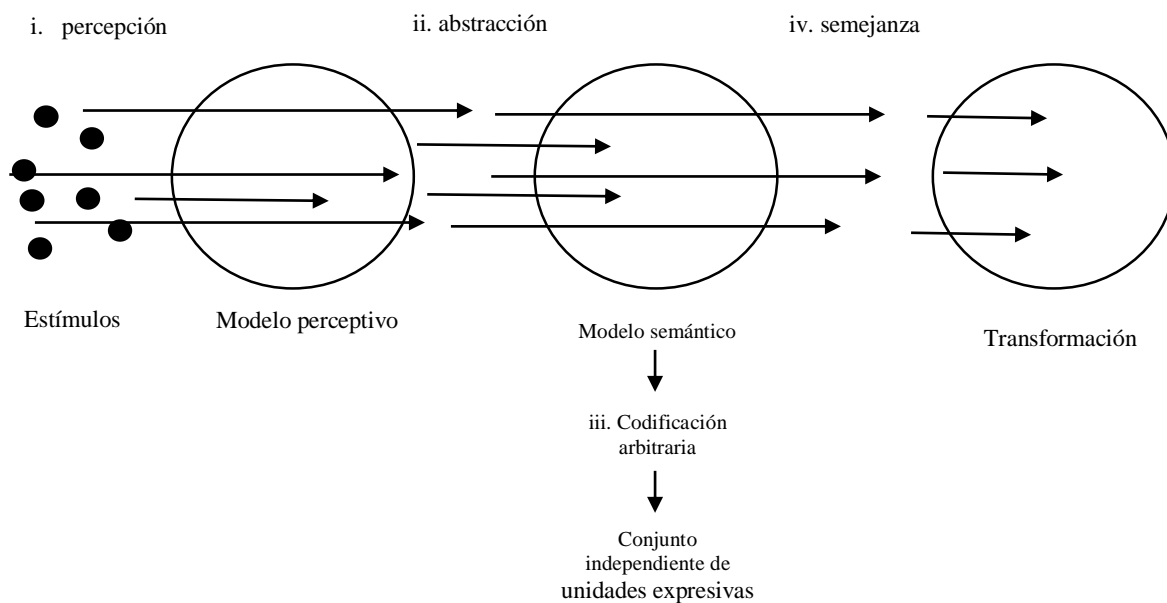 i. percepción
ii. abstracción
iv. semejanza
Estímulos
Modelo perceptivo
Modelo semántico
Transformación
iii. Codificación
arbitraria
Conjunto
independiente de
unidades expresivas